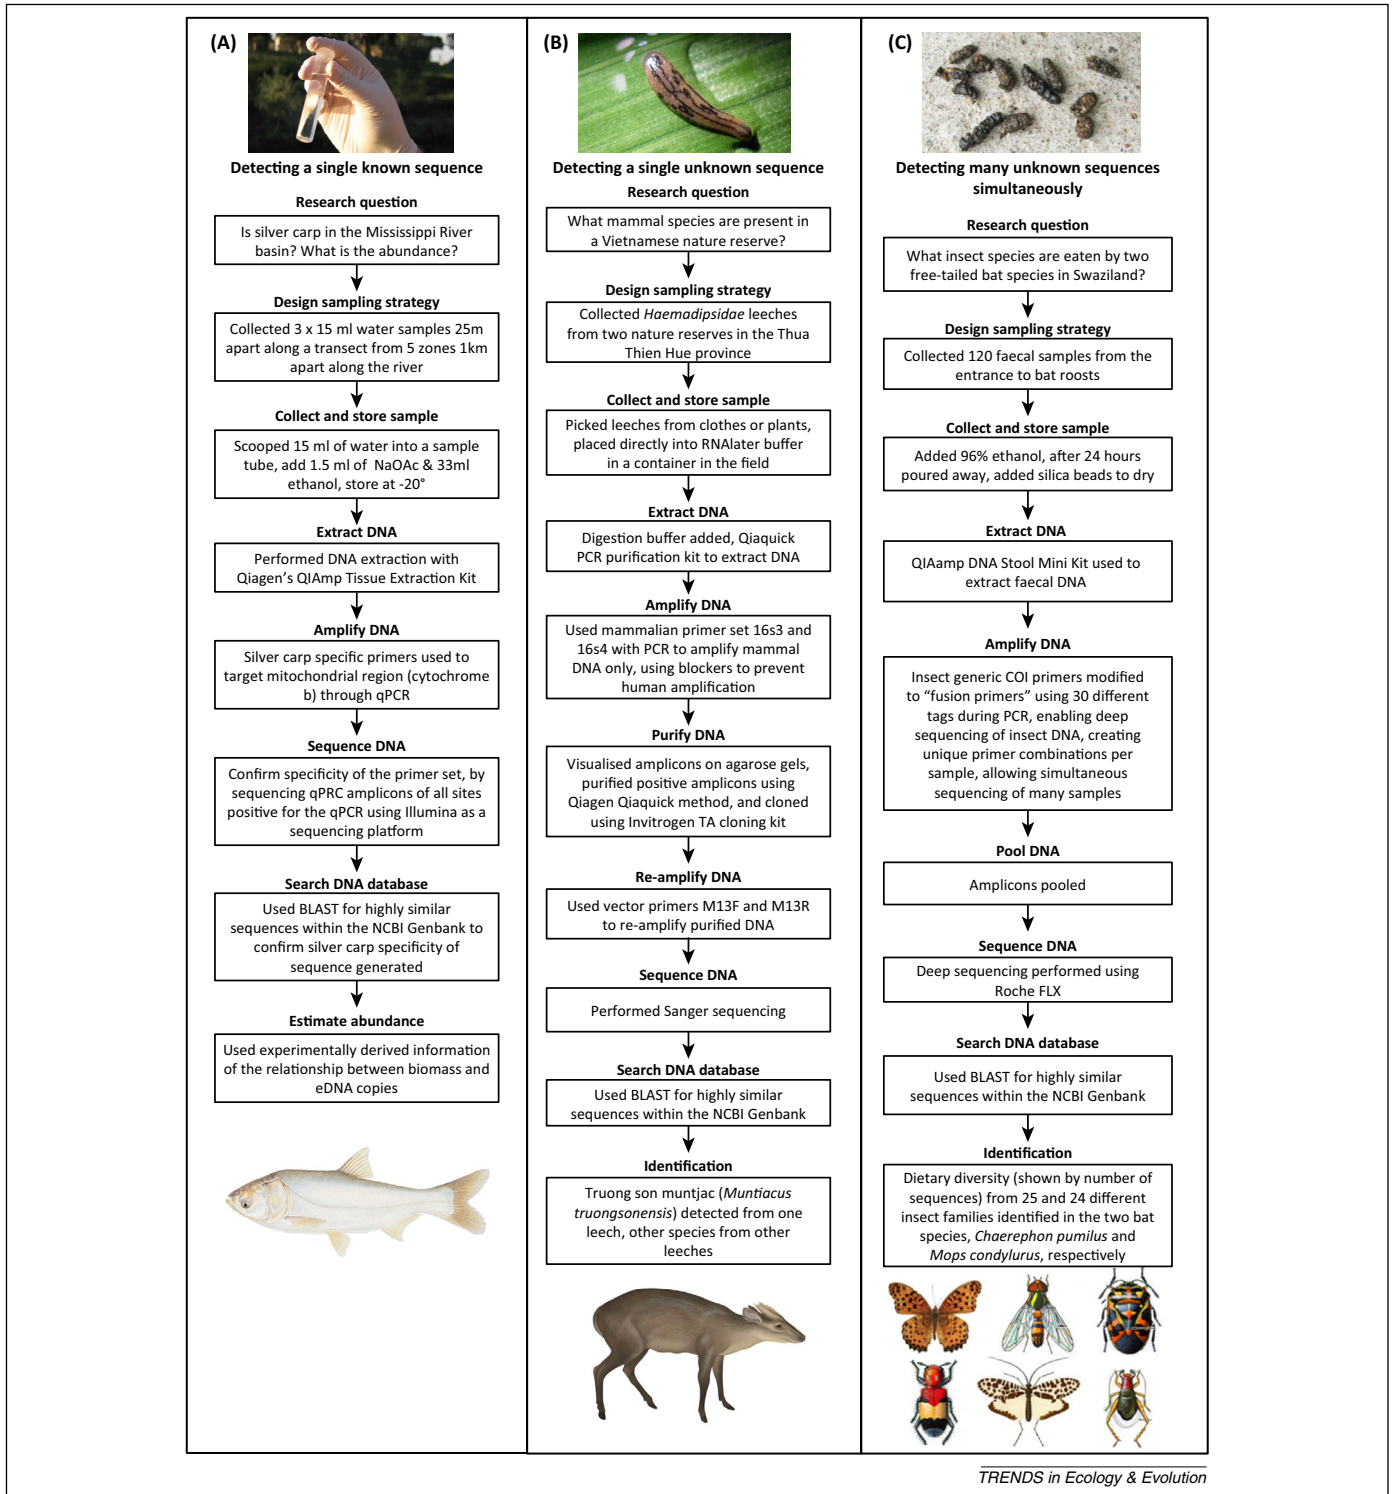 (A)
Detecting a single known sequence
Research question
Is silver carp in the Mississippi River
basin? What is the abundance?
Design sampling strategy
Collected 3 x 15 ml water samples 25m
apart along a transect from 5 zones 1km
apart along the river
Collect and store sample
Scooped 15 ml of water into a sample
tube, add 1.5 ml of NaOAc & 33ml
ethanol, store at -20°
Extract DNA
Performed DNA extraction with
Qiagen's QIAmp Tissue Extraction Kit
Amplify DNA
Silver carp specific primers used to
target mitochondrial region (cytochrome
b) through qPCR
Sequence DNA
Confirm specificity of the primer set, by
sequencing qPRC amplicons of all sites
positive for the qPCR using Illumina as a
sequencing platform
Search DNA database
Used BLAST for highly similar
sequences within the NCBI Genbank to
confirm silver carp specificity of
sequence generated
Estimate abundance
Used experimentally derived information
of the relationship between biomass and
eDNA copies
(B)
Detecting a single unknown sequence
Research question
What mammal species are present in
a Vietnamese nature reserve?
Design sampling strategy
Collected Haemadipsidae leeches
from two nature reserves in the Thua
Thien Hue province
Collect and store sample
Picked leeches from clothes or plants,
placed directly into RNAlater buffer
in a container in the field
Extract DNA
Digestion buffer added, Qiaquick
PCR purification kit to extract DNA
Amplify DNA
Used mammalian primer set 16s3 and
16s4 with PCR to amplify mammal
DNA only, using blockers to prevent
human amplification
Purify DNA
Visualised amplicons on agarose gels,
purified positive amplicons using
Qiagen Qiaquick method, and cloned
using Invitrogen TA cloning kit
Re-amplify DNA
Used vector primers M13F and M13R
to re-amplify purified DNA
Sequence DNA
Performed Sanger sequencing
Search DNA database
Used BLAST for highly similar
sequences within the NCBI Genbank
Identification
Truong son muntjac (Muntiacus
truongsonensis) detected from one
leech, other species from other
leeches
(C)
Detecting many unknown sequences
simultaneously
Research question
What insect species are eaten by two
free-tailed bat species in Swaziland?
Design sampling strategy
Collected 120 faecal samples from the
entrance to bat roosts
Collect and store sample
Added 96% ethanol, after 24 hours
poured away, added silica beads to dry
Extract DNA
QIAamp DNA Stool Mini Kit used to
extract faecal DNA
Amplify DNA
Insect generic COI primers modified
to “fusion primers” using 30 different
tags during PCR, enabling deep
sequencing of insect DNA, creating
unique primer combinations per
sample, allowing simultaneous
sequencing of many samples
Pool DNA
Amplicons pooled
Sequence DNA
Deep sequencing performed using
Roche FLX
Search DNA database
Used BLAST for highly similar
sequences within the NCBI Genbank
Identification
Dietary diversity (shown by number of
sequences) from 25 and 24 different
insect families identified in the two bat
species, Chaerephon pumilus and
Mops condylurus, respectively
TRENDS in Ecology & Evolution